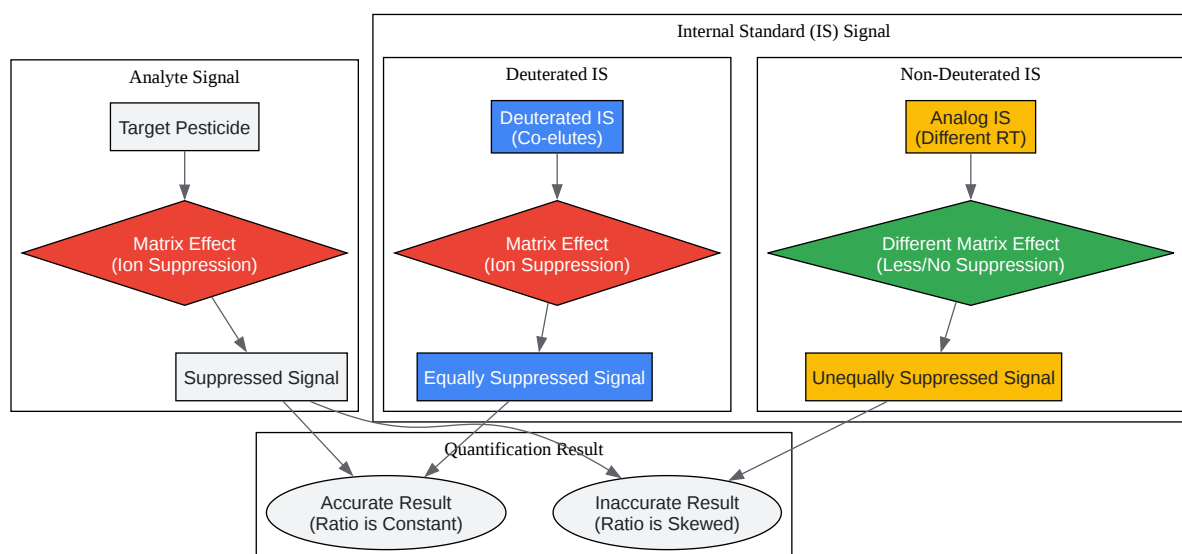 Internal Standard (IS) Signal
Analyte Signal
Deuterated IS
Non-Deuterated IS
Target Pesticide
Deuterated IS
(Co-elutes)
Analog IS
(Different RT)
Matrix Effect
(Ion Suppression)
Matrix Effect
(Ion Suppression)
Different Matrix Effect
(Less/No Suppression)
Suppressed Signal
Equally Suppressed Signal
Unequally Suppressed Signal
Quantification Result
Accurate Result
(Ratio is Constant)
Inaccurate Result
(Ratio is Skewed)